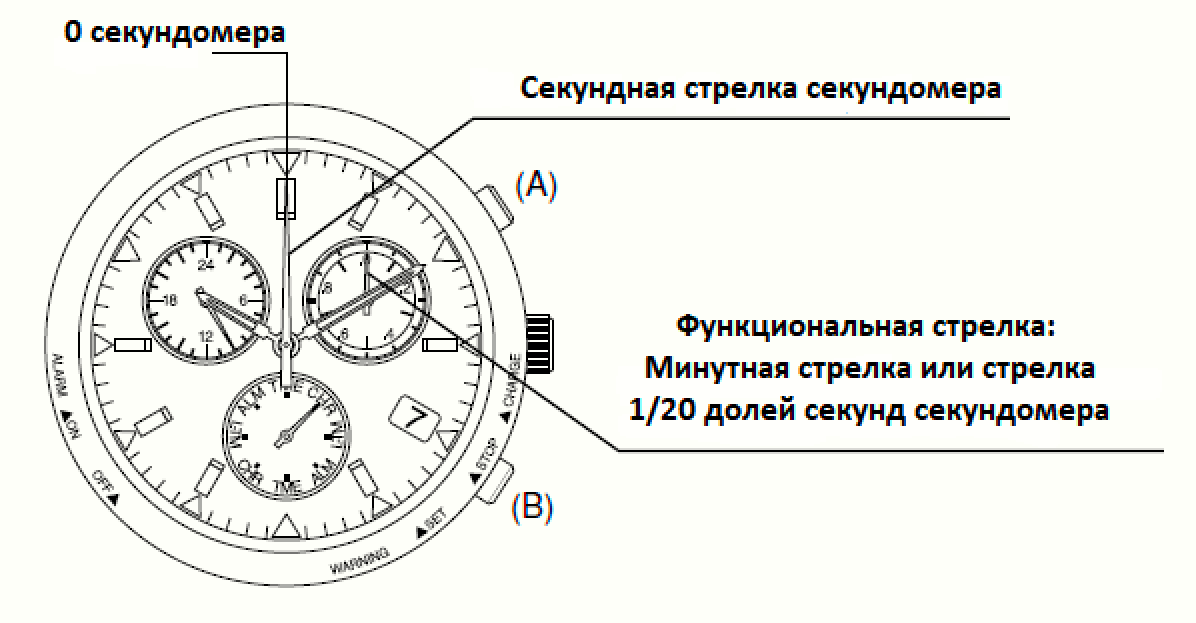 0 секундомера
Секундная стрелка секундомера
(A)
24
18
6
12
.8
.2
.6
.4
Функциональная стрелка:
Минутная стрелка или стрелка
1/20 долей секунд секундомера
ALM TME CHR
CHR TME ALM
7
ALARM ▲ON
OFF▲
WARNING
▲SET
▲STOP
▲CHARGE
(B)